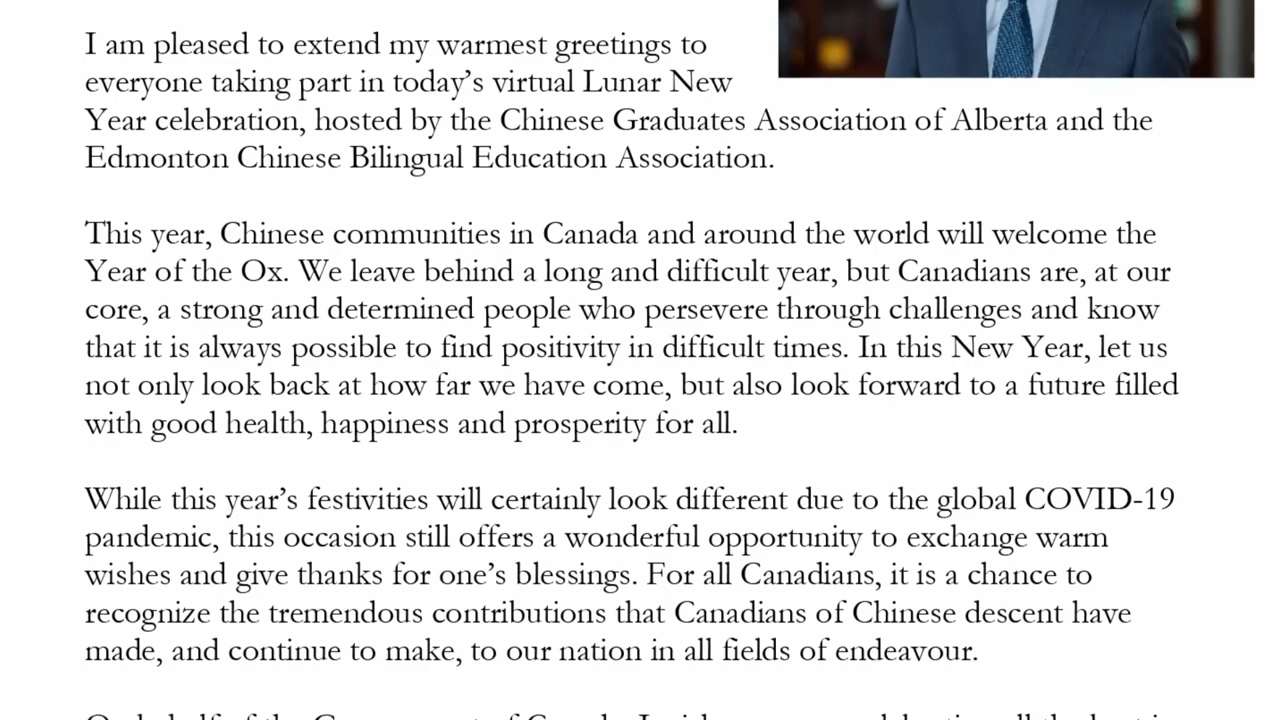 I am pleased to extend my warmest greetings to
everyone taking part in today’s virtual Lunar New
Year celebration, hosted by the Chinese Graduates Association of Alberta and the
Edmonton Chinese Bilingual Education Association.
This year, Chinese communities in Canada and around the world will welcome the
Year of the Ox. We leave behind a long and difficult year, but Canadians are, at our
core, a strong and determined people who persevere through challenges and know
that it is always possible to find positivity in difficult times. In this New Year, let us
not only look back at how far we have come, but also look forward to a future filled
with good health, happiness and prosperity for all.
While this year’s festivities will certainly look different due to the global COVID-19
pandemic, this occasion still offers a wonderful opportunity to exchange warm
wishes and give thanks for one’s blessings. For all Canadians, it is a chance to
recognize the tremendous contributions that Canadians of Chinese descent have
made, and continue to make, to our nation in all fields of endeavour.